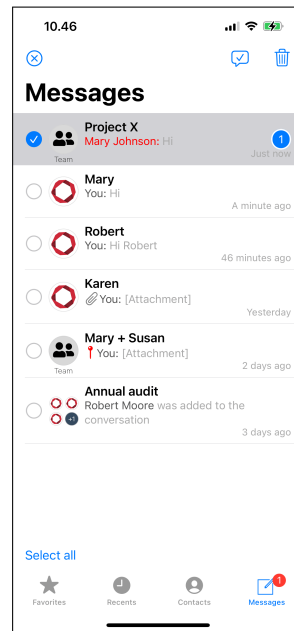 10.46
Messages
Project X
Mary Johnson: Hi
1
Team
Just now
Mary
You: Hi
A minute ago
Robert
You: Hi Robert
46 minutes ago
Karen
You: [Attachment]
Yesterday
Mary + Susan
You: [Attachment]
Team
2 days ago
Annual audit
Robert Moore was added to the
+1
conversation
3 days ago
Select all
1
Favorites
Recents
Contacts
Messages